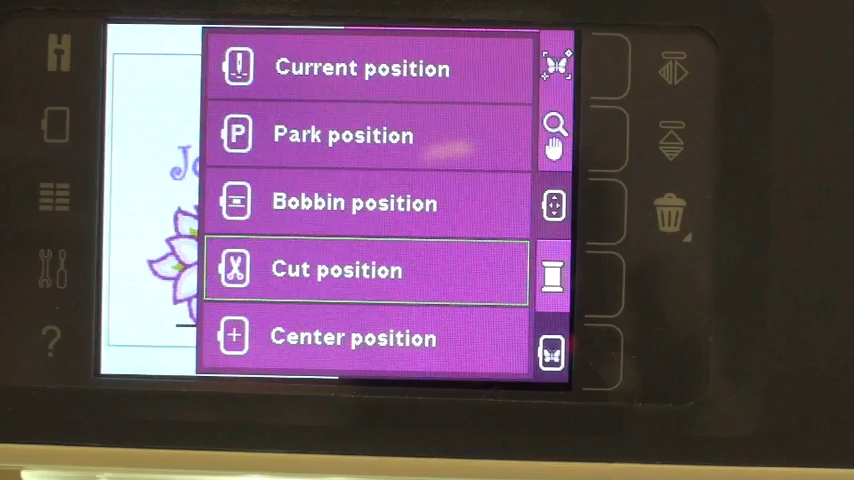 Current position
P Park position
Bobbin position
Cut position
Center position
?